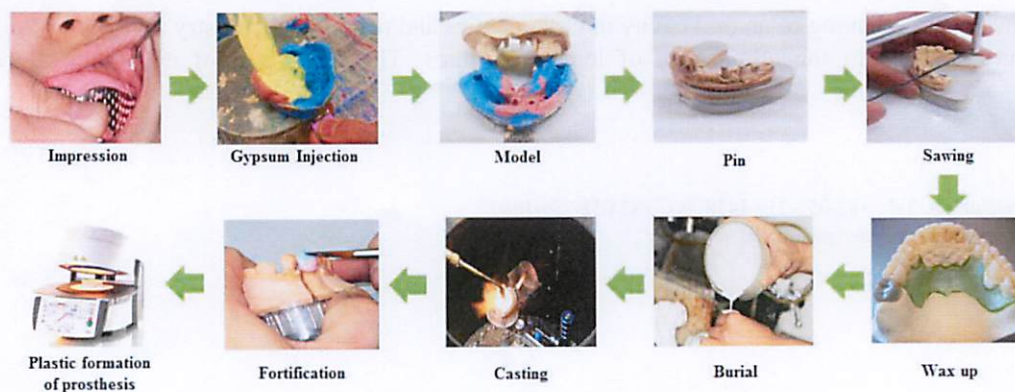 Impression
Gypsum Injection
Model
Pin
Sawing
Plastic formation
of prosthesis
Fortification
Casting
Burial
Wax up